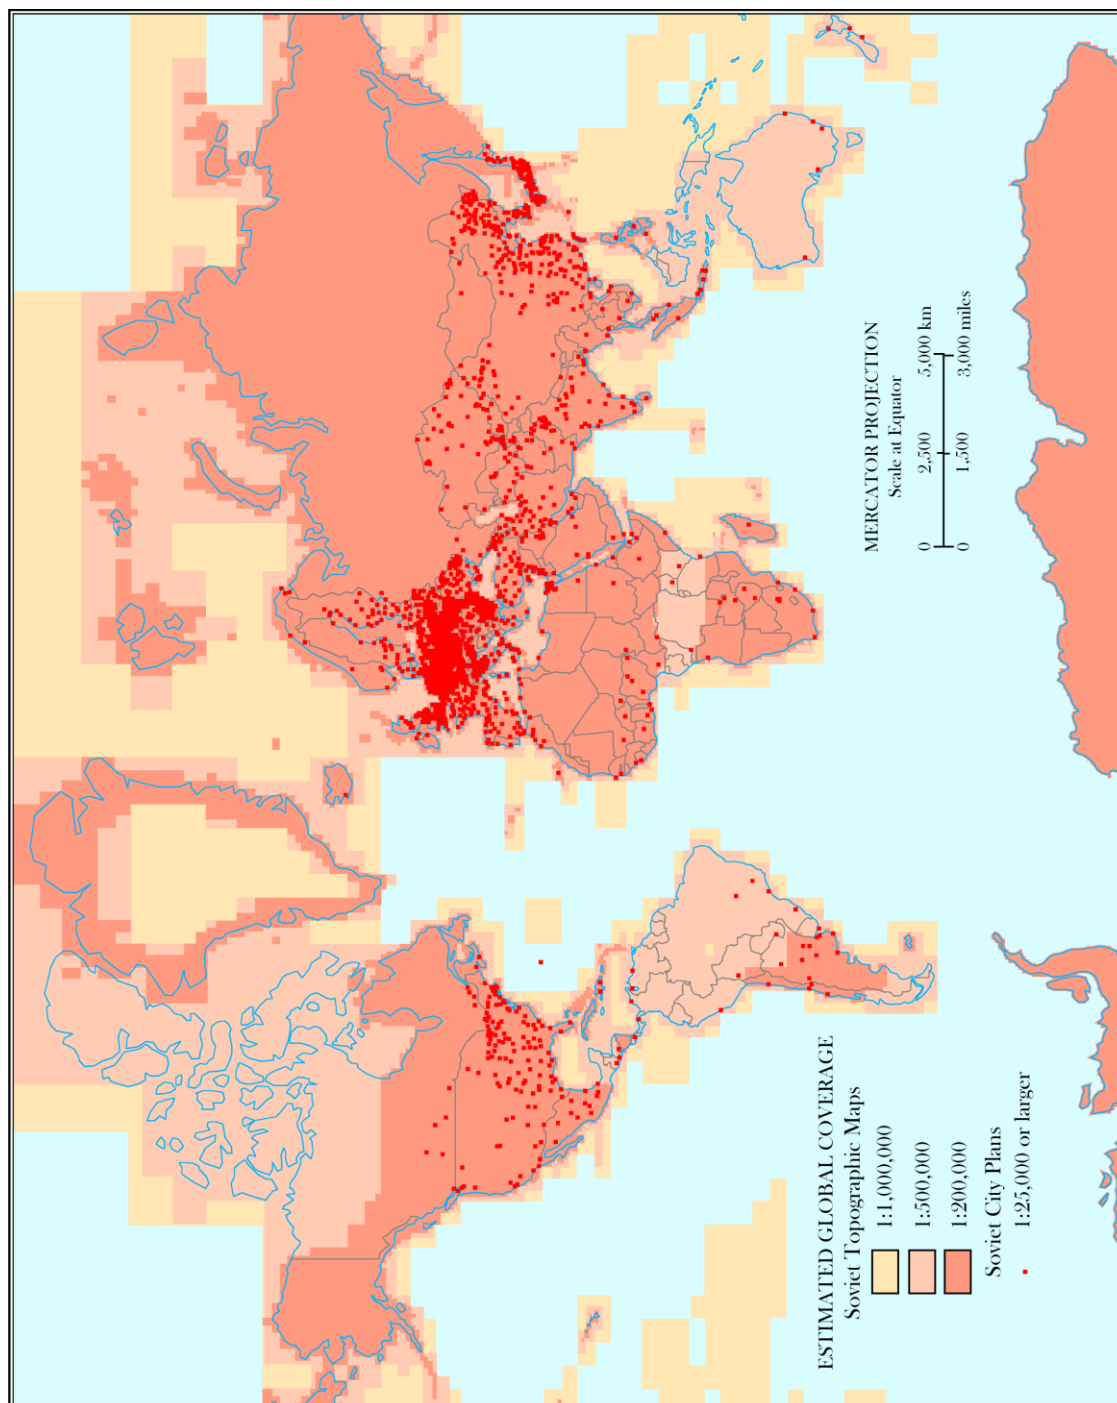 ESTIMATED GLOBAL COVERAGE
Soviet Topographic Maps
1:1,000,000
1:500,000
1:200,000
Soviet City Plans
1:25,000 or larger
MERCATOR PROJECTION
Scale at Equator
0 2,500 5,000 km
0 1,500 3,000 miles